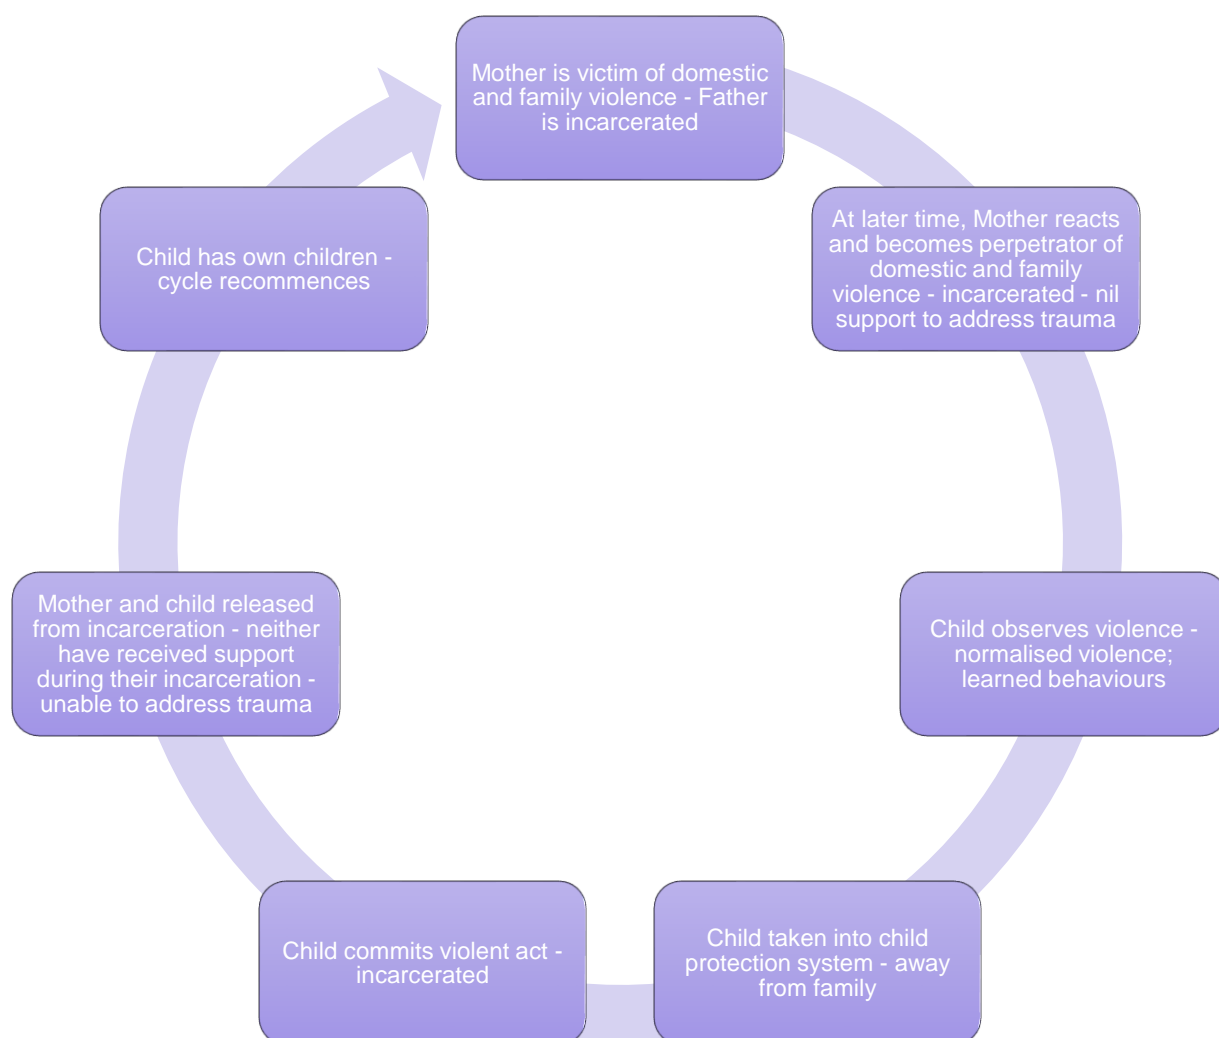 Mother is victim of domestic
and family violence - Father
is incarcerated
At later time, Mother reacts
and becomes perpetrator of
domestic and family
violence - incarcerated - nil
support to address trauma
Child observes violence -
normalised violence;
learned behaviours
Child taken into child
protection system - away
from family
Child commits violent act -
incarcerated
Mother and child released
from incarceration - neither
have received support
during their incarceration -
unable to address trauma
Child has own children -
cycle recommences